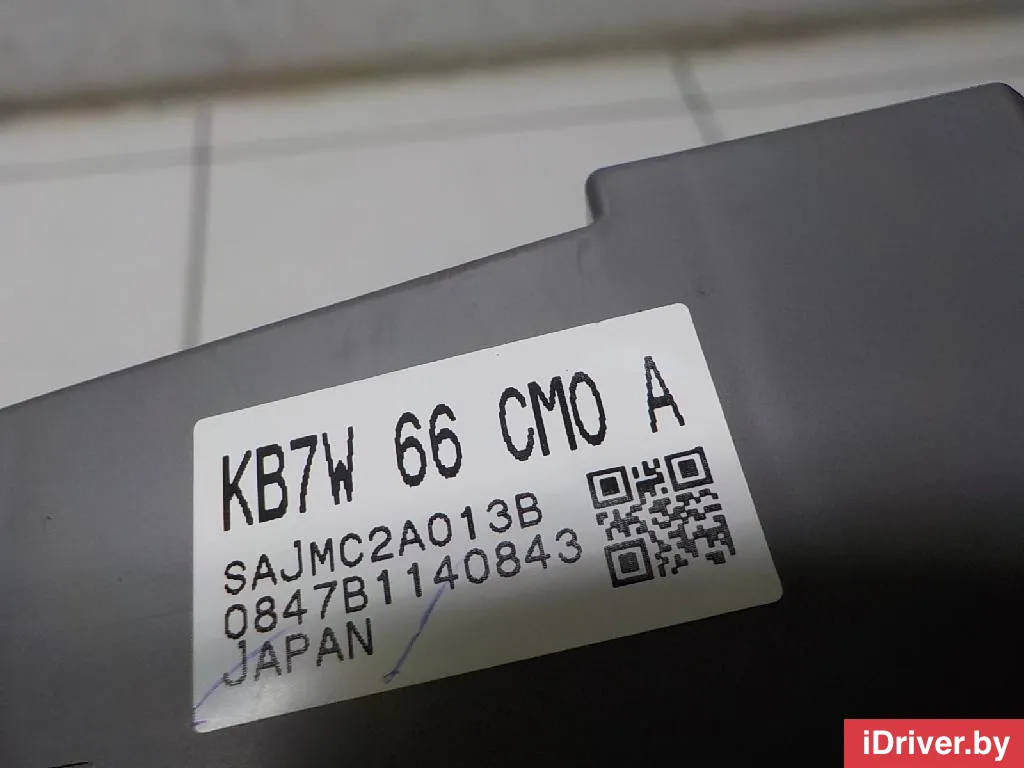 KB7W 66 CM0 A
SAJMC2A013B
0847B1140843
JAPAN
iDriver.by